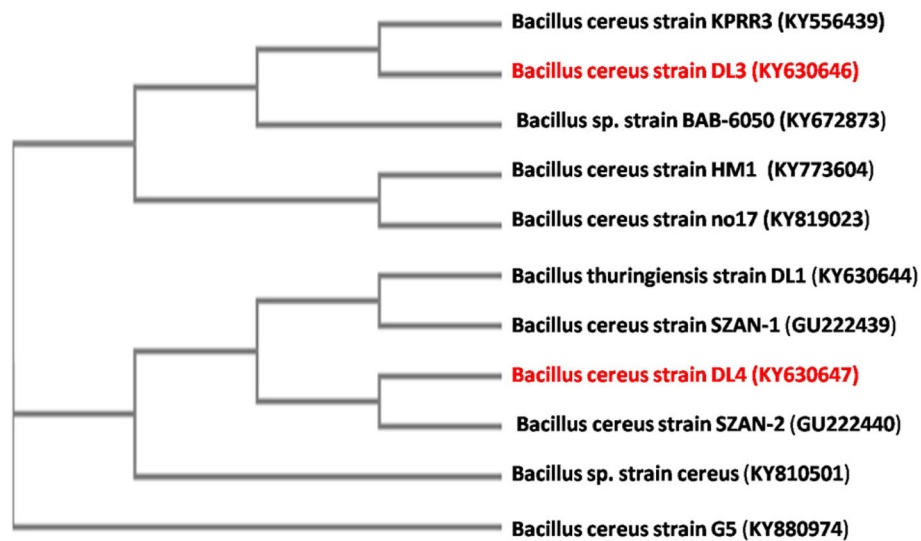 Bacillus cereus strain KPRR3 (KY556439)
Bacillus cereus strain DL3 (KY630646)
Bacillus sp. strain BAB-6050 (KY672873)
Bacillus cereus strain HM1 (KY773604)
Bacillus cereus strain no17 (KY819023)
Bacillus thuringiensis strain DL1 (KY630644)
Bacillus cereus strain SZAN-1 (GU222439)
Bacillus cereus strain DL4 (KY630647)
Bacillus cereus strain SZAN-2 (GU222440)
Bacillus sp. strain cereus (KY810501)
Bacillus cereus strain G5 (KY880974)